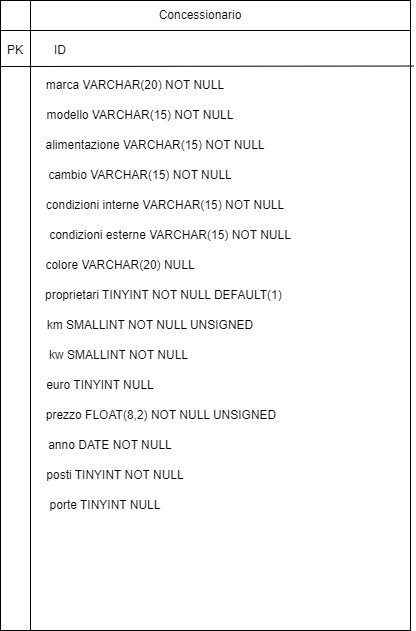 Concessionario
PK ID
marca VARCHAR(20) NOT NULL
modello VARCHAR(15) NOT NULL
alimentazione VARCHAR(15) NOT NULL
cambio VARCHAR(15) NOT NULL
condizioni interne VARCHAR(15) NOT NULL
condizioni esterne VARCHAR(15) NOT NULL
colore VARCHAR(20) NULL
proprietari TINYINT NOT NULL DEFAULT(1)
km SMALLINT NOT NULL UNSIGNED
kw SMALLINT NOT NULL
euro TINYINT NULL
prezzo FLOAT(8,2) NOT NULL UNSIGNED
anno DATE NOT NULL
posti TINYINT NOT NULL
porte TINYINT NULL